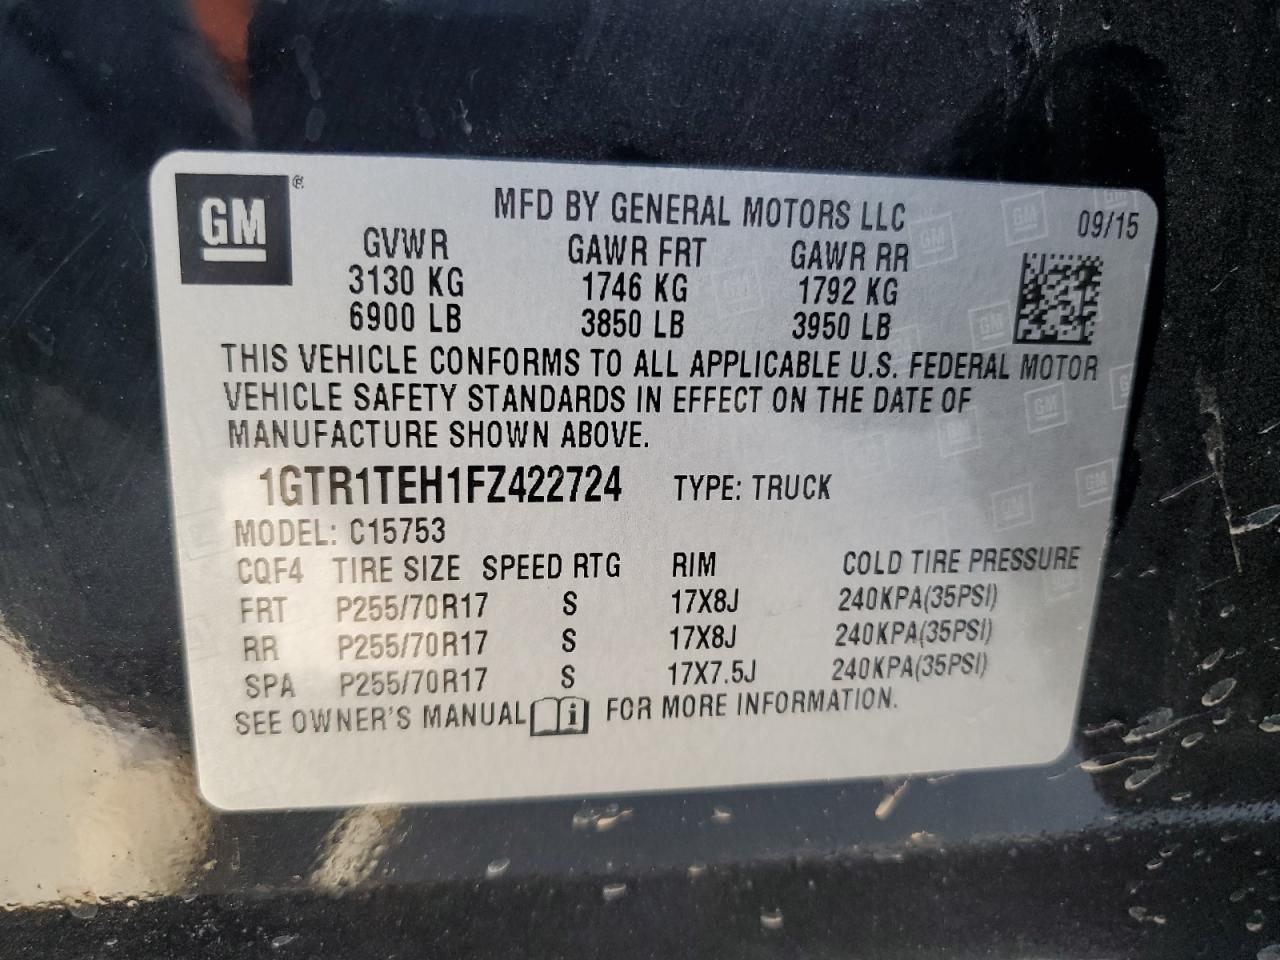 GM
MFD BY GENERAL MOTORS LLC
09/15
GVWR GAWR FRT GAWR RR
3130 KG 1746 KG 1792 KG
6900 LB 3850 LB 3950 LB
THIS VEHICLE CONFORMS TO ALL APPLICABLE U.S. FEDERAL MOTOR
VEHICLE SAFETY STANDARDS IN EFFECT ON THE DATE OF
MANUFACTURE SHOWN ABOVE.
1GTR1TEH1FZ422724 TYPE: TRUCK
MODEL: C15753
CQF4 TIRE SIZE SPEED RTG RIM COLD TIRE PRESSURE
FRT P255/70R17 S 17X8J 240KPA(35PSI)
RR P255/70R17 S 17X8J 240KPA(35PSI)
SPA P255/70R17 S 17X7.5J 240KPA(35PSI)
SEE OWNER'S MANUAL i FOR MORE INFORMATION.